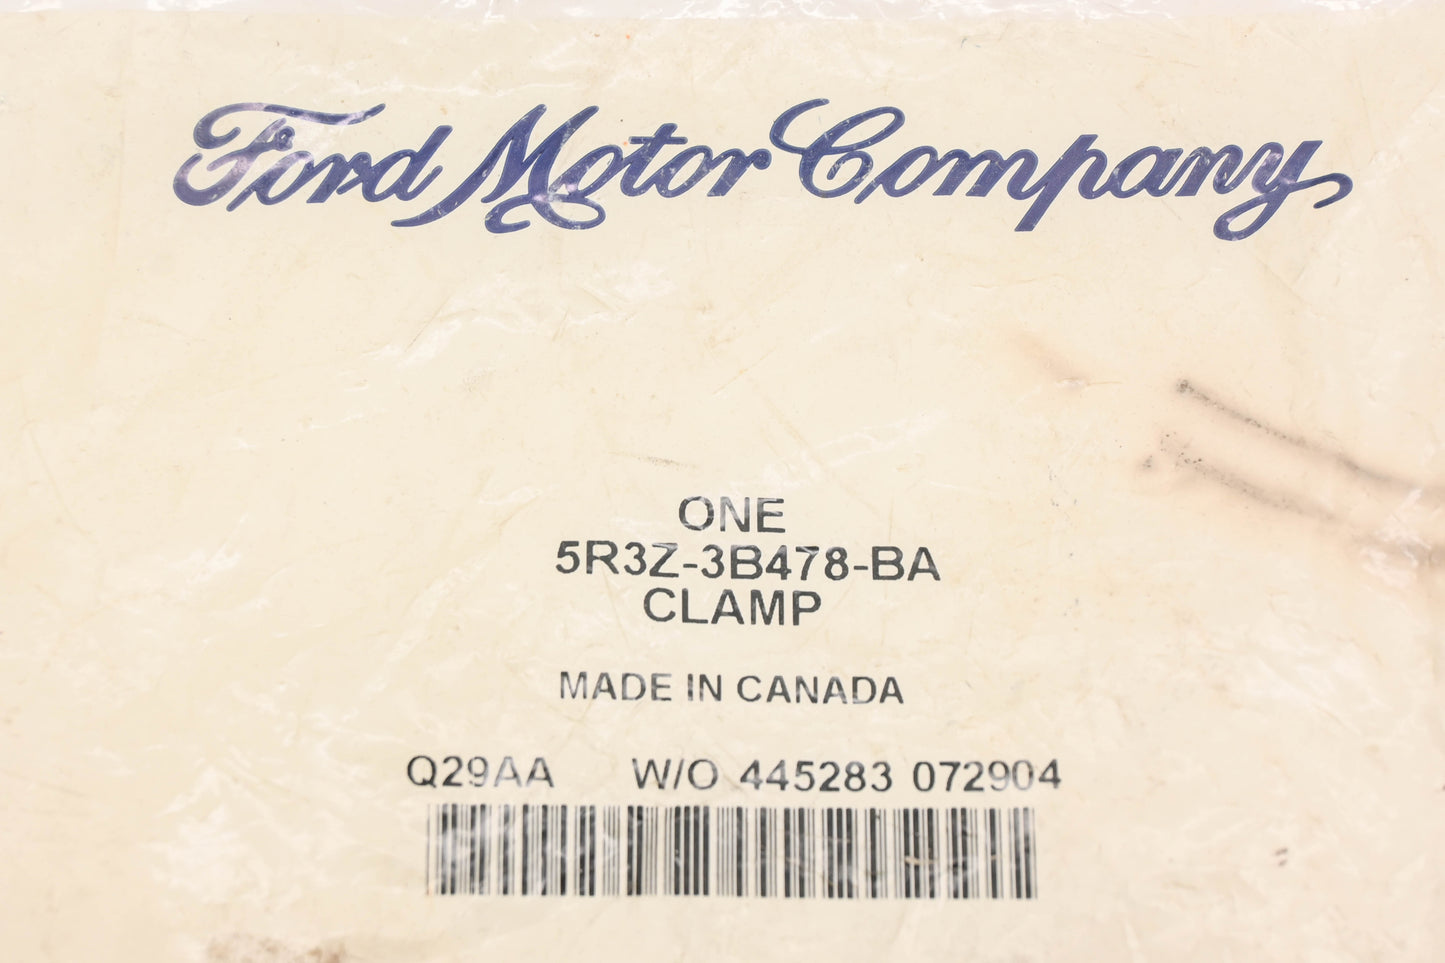 Ford Motor Company
ONE
5R3Z-3B478-BA
CLAMP
MADE IN CANADA
Q29AA W/O 445283 072904